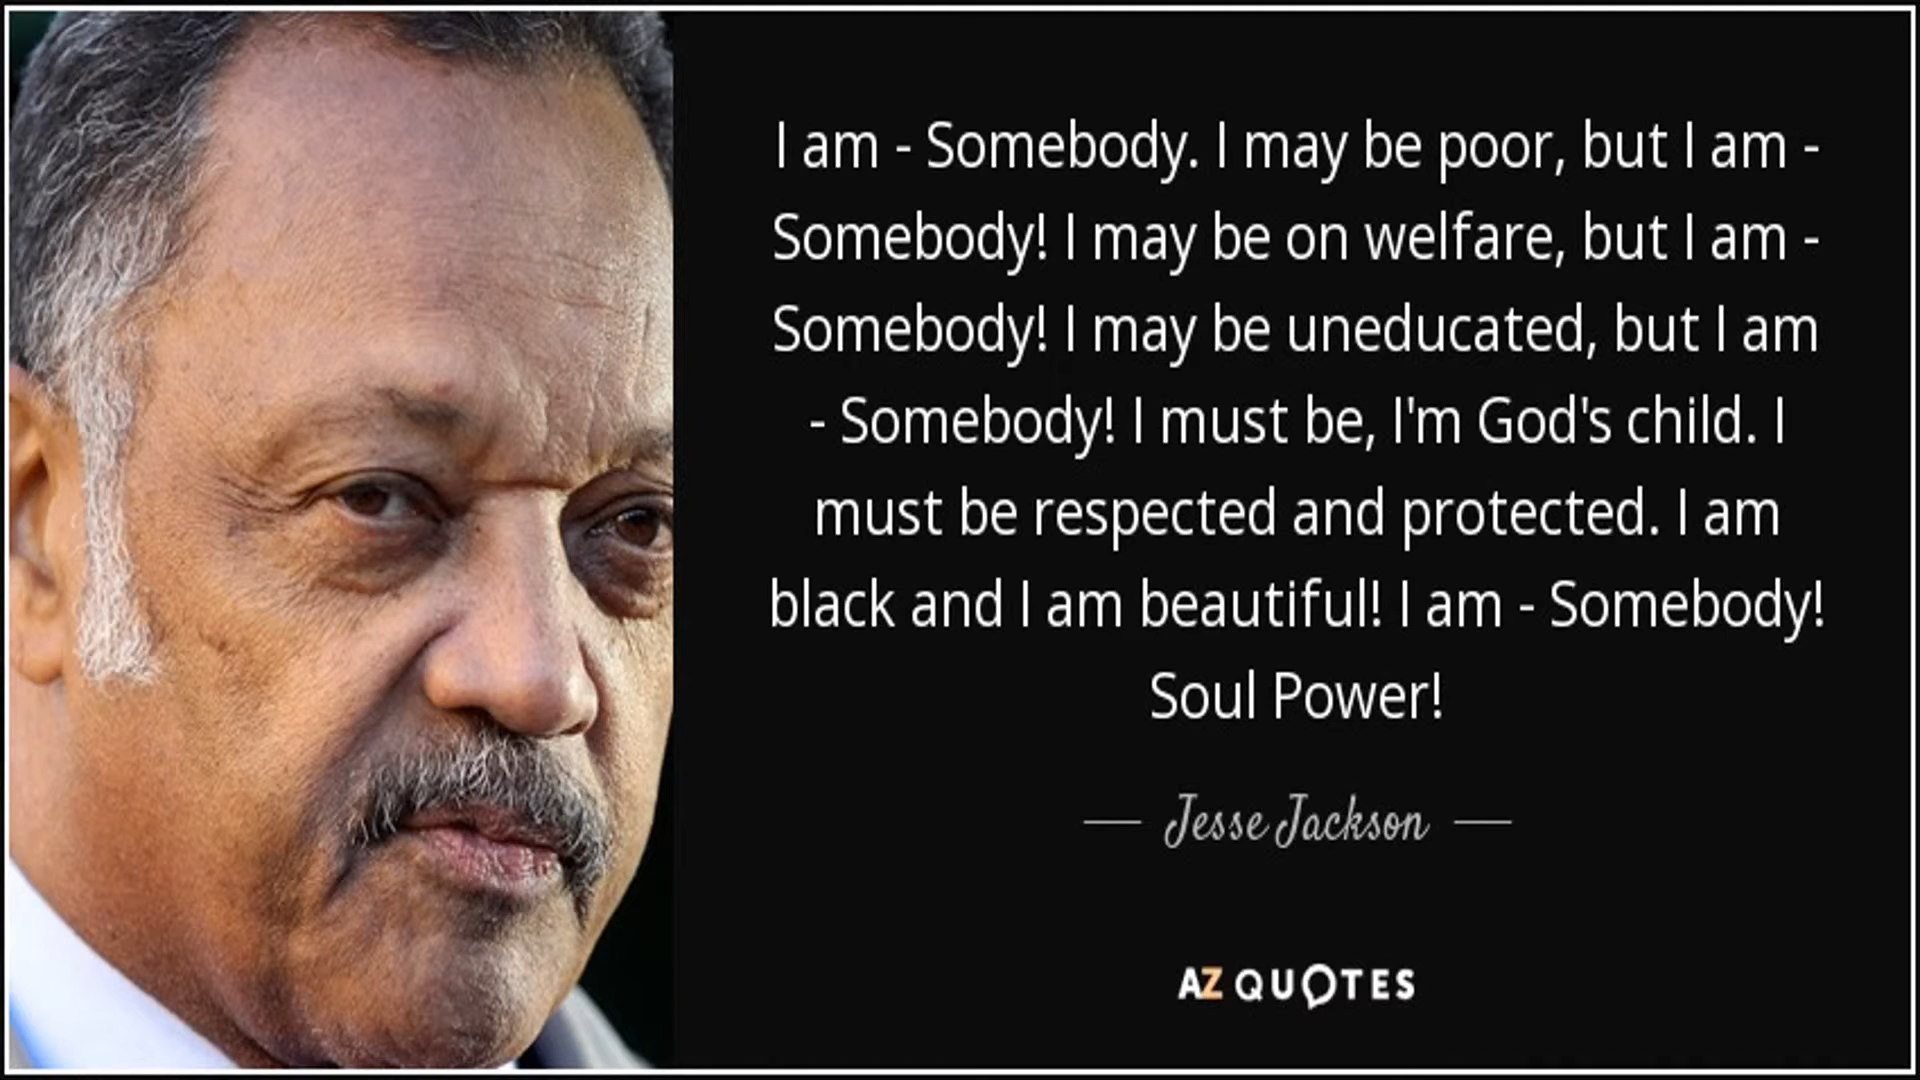 I am - Somebody. I may be poor, but I am -
Somebody! I may be on welfare, but I am -
Somebody! I may be uneducated, but I am
- Somebody! I must be, I'm God's child. I
must be respected and protected. I am
black and I am beautiful! I am - Somebody!
Soul Power!
— Jesse Jackson —
AZ QUOTES